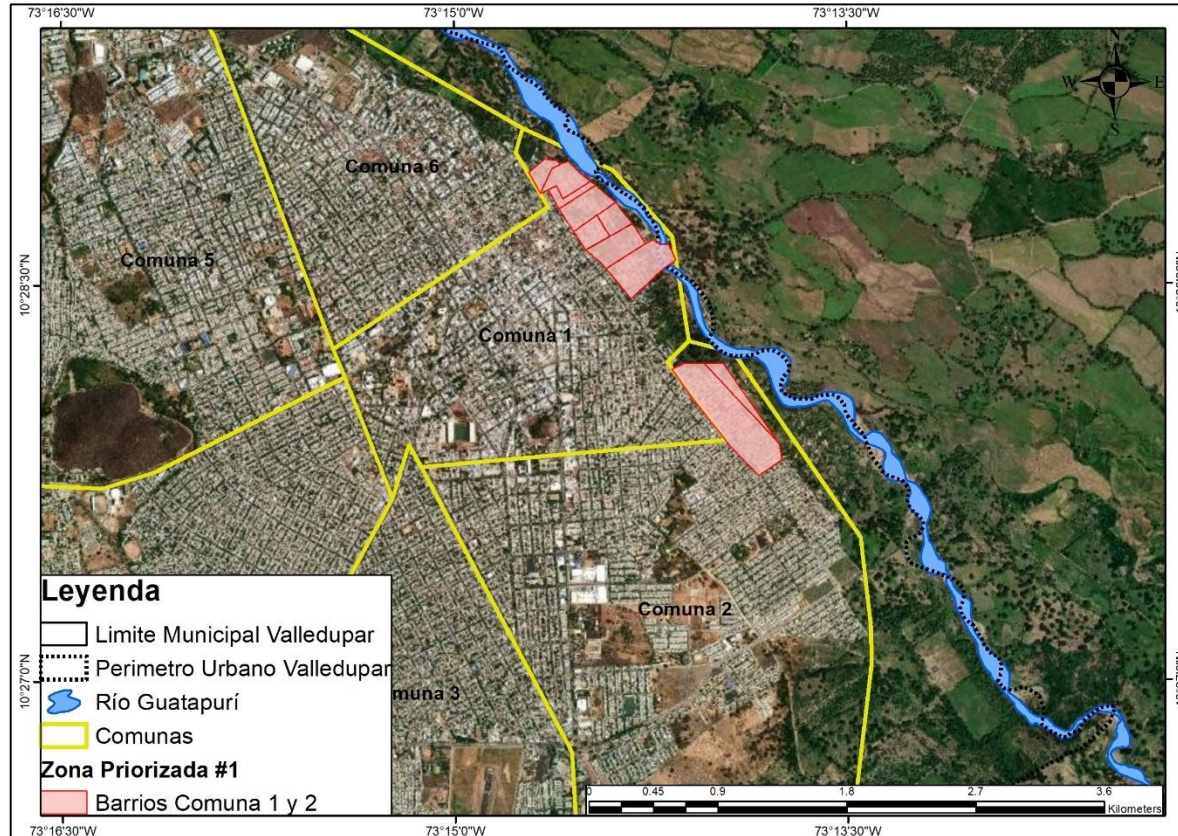 73°16'30"W 73°15'0"W 73°13'30"W
N
W E
S
Comuna 6
Comuna 5
10°28'30"N
Comuna 1
Leyenda
Limite Municipal Valledupar
Perimetro Urbano Valledupar
Río Guatapurí
Comunas
Zona Priorizada #1
Barrios Comuna 1 y 2
Comuna 2
10°27'0"N
muna 3
0 0.45 0.9 1.8 2.7 3.6
Kilometers
73°16'30"W 73°15'0"W 73°13'30"W